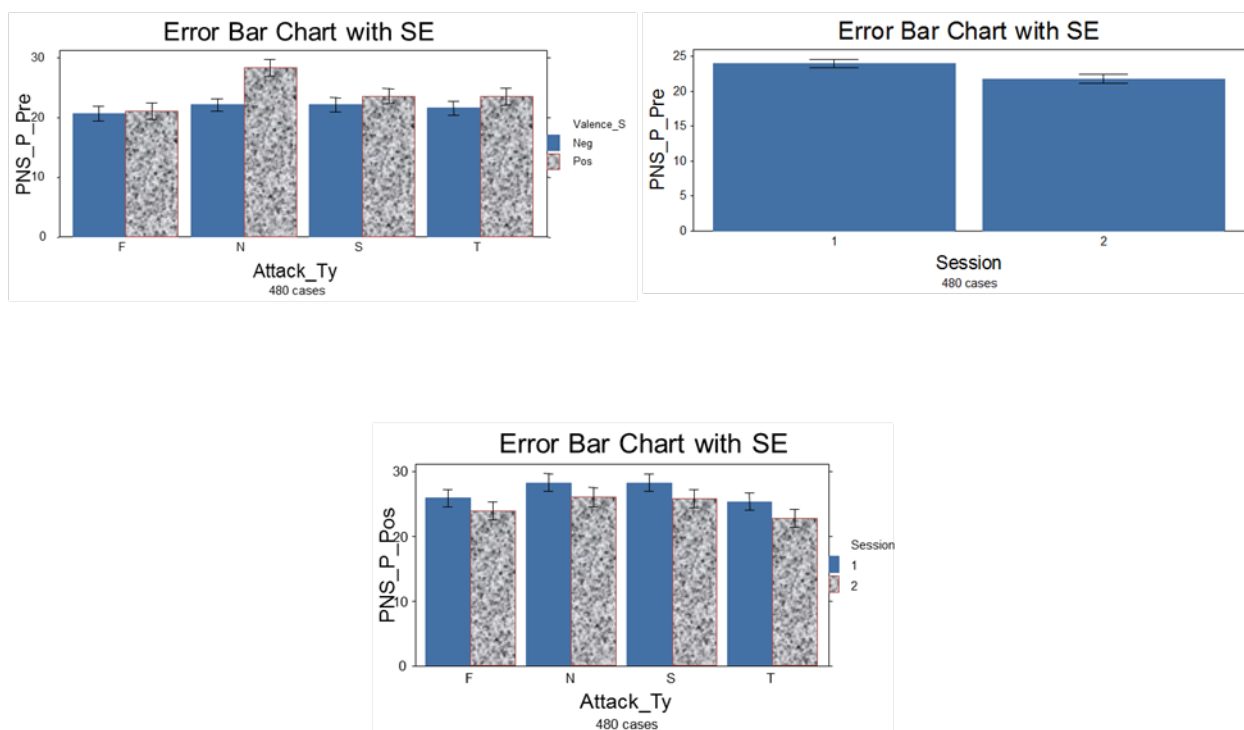 Error Bar Chart with SE
PNS_P_Pre
30
20
10
0
F N S T
Attack_Ty
480 cases
Valence_S
Neg
Pos
Error Bar Chart with SE
PNS_P_Pre
25
20
15
10
5
0
1 2
Session
480 cases
Error Bar Chart with SE
PNS_P_Pos
30
20
10
0
F N S T
Attack_Ty
480 cases
Session
1
2